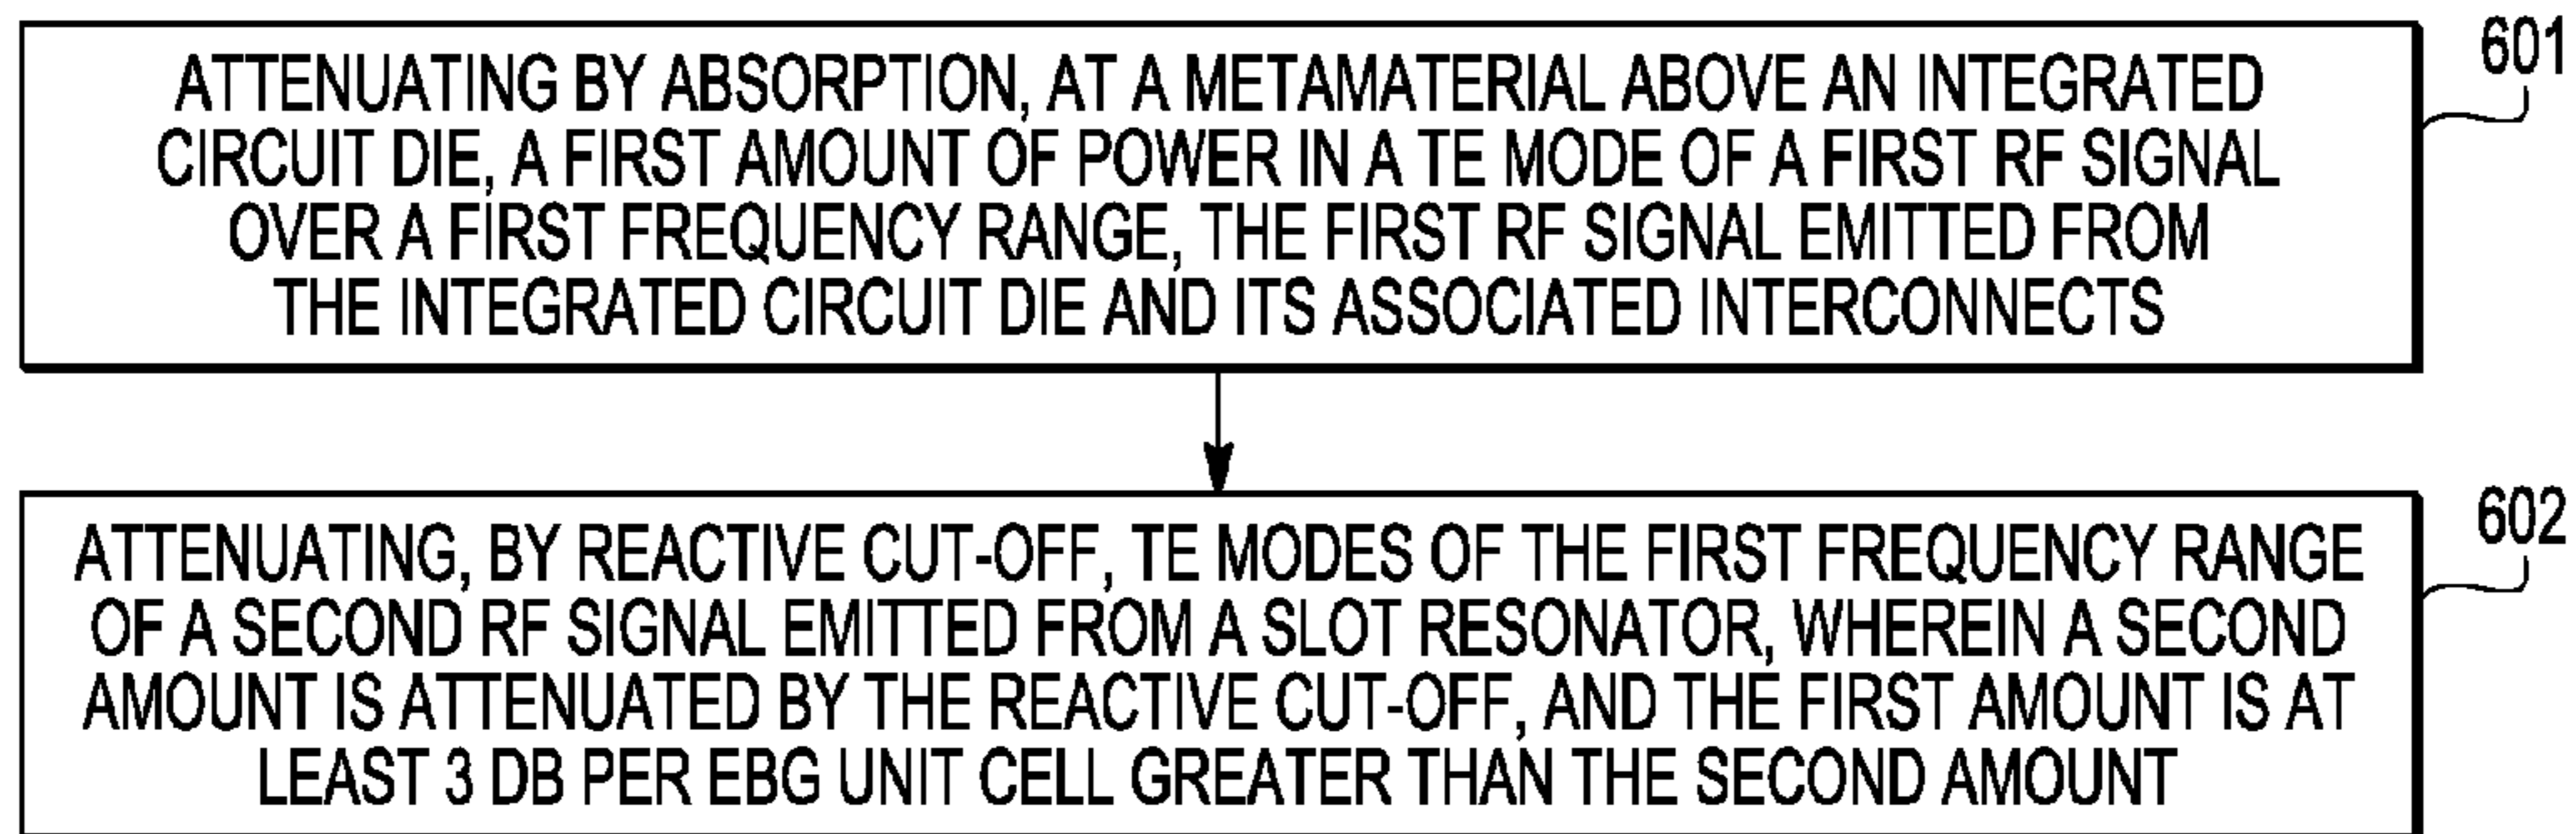 ATTENUATING BY ABSORPTION, AT A METAMATERIAL ABOVE AN INTEGRATED
CIRCUIT DIE, A FIRST AMOUNT OF POWER IN A TE MODE OF A FIRST RF SIGNAL
OVER A FIRST FREQUENCY RANGE, THE FIRST RF SIGNAL EMITTED FROM
THE INTEGRATED CIRCUIT DIE AND ITS ASSOCIATED INTERCONNECTS
601
ATTENUATING, BY REACTIVE CUT-OFF, TE MODES OF THE FIRST FREQUENCY RANGE
OF A SECOND RF SIGNAL EMITTED FROM A SLOT RESONATOR, WHEREIN A SECOND
AMOUNT IS ATTENUATED BY THE REACTIVE CUT-OFF, AND THE FIRST AMOUNT IS AT
LEAST 3 DB PER EBG UNIT CELL GREATER THAN THE SECOND AMOUNT
602